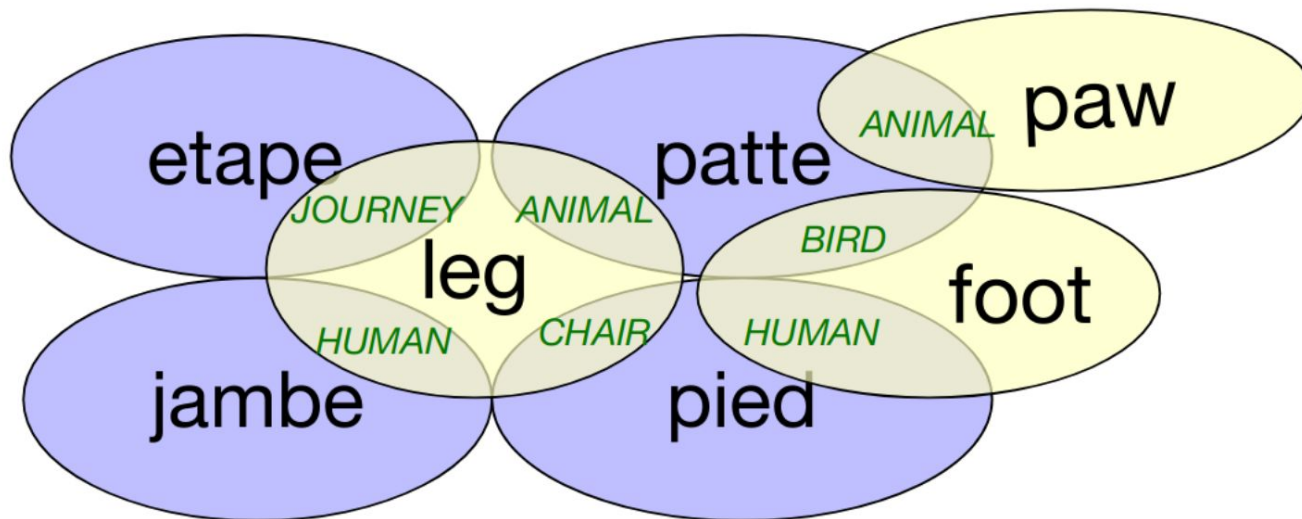 paw
ANIMAL
etape
patte
JOURNEY
ANIMAL
BIRD
leg
foot
HUMAN
CHAIR
HUMAN
jambe
pied